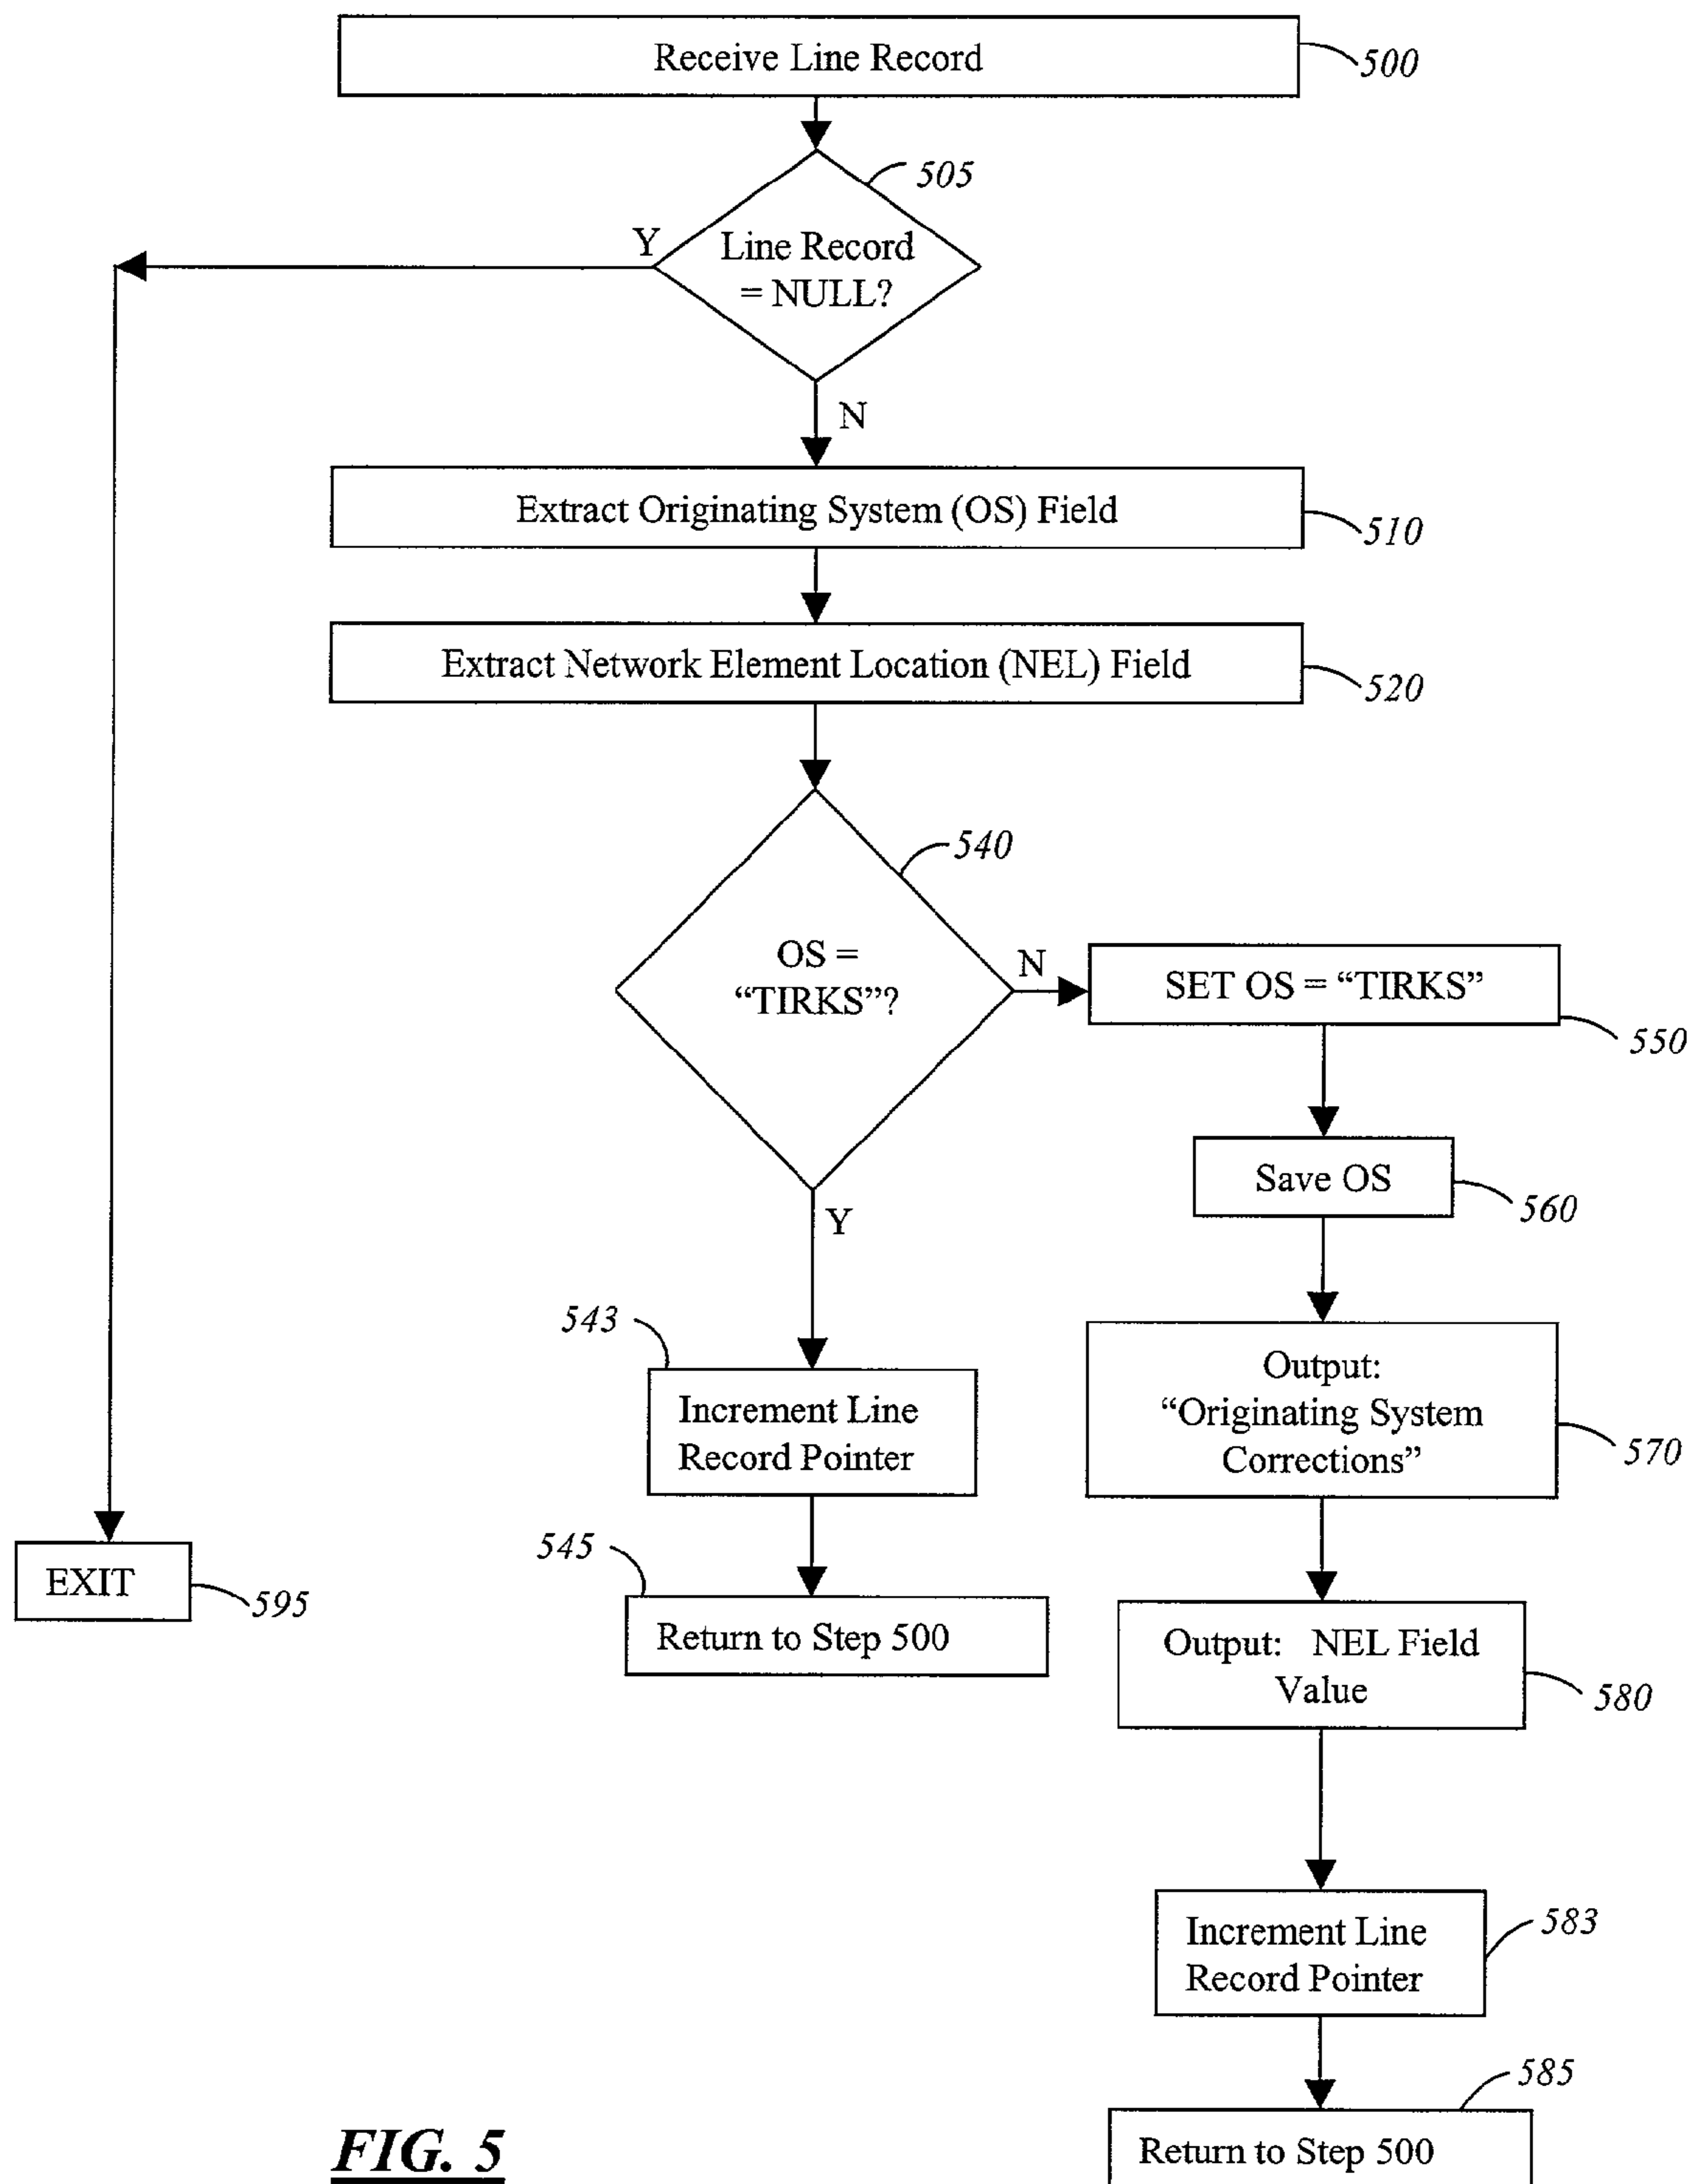 Receive Line Record
500
505
Y
Line Record
= NULL?
N
Extract Originating System (OS) Field
510
Extract Network Element Location (NEL) Field
520
540
OS =
“TIRKS”?
N
SET OS = “TIRKS”
550
Save OS
560
Y
543
Increment Line
Record Pointer
Output:
“Originating System
Corrections”
570
545
Return to Step 500
EXIT
595
Output: NEL Field
Value
580
Increment Line
Record Pointer
583
585
Return to Step 500
FIG. 5